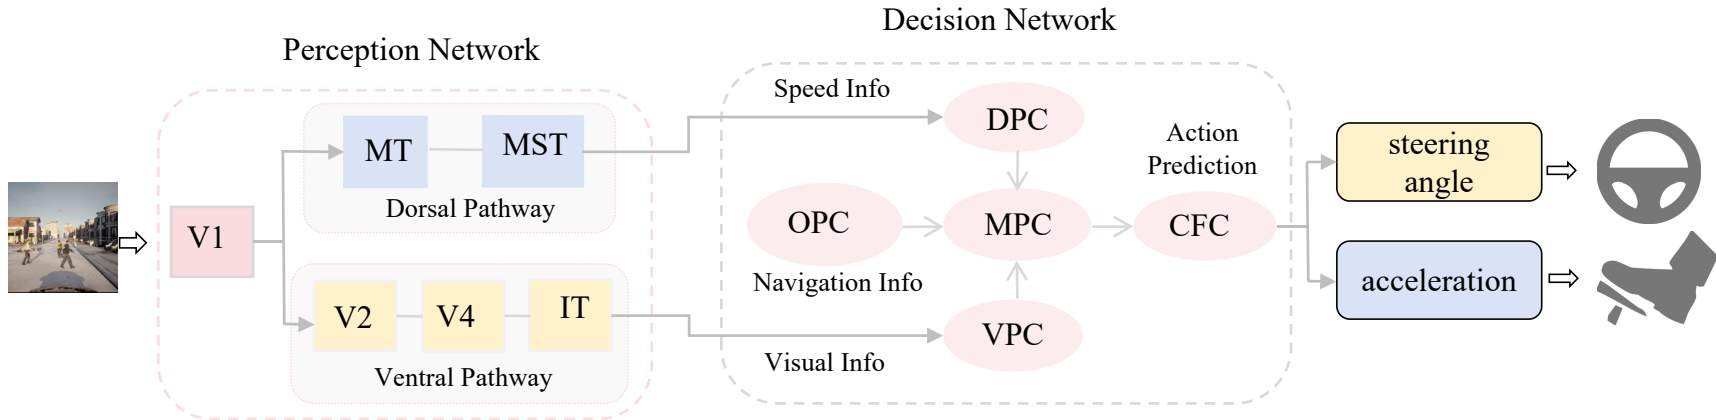 Perception Network
Decision Network
V1
MT
MST
Dorsal Pathway
V2
V4
IT
Ventral Pathway
Speed Info
DPC
OPC
MPC
CFC
Navigation Info
VPC
Visual Info
Action
Prediction
steering
angle
acceleration